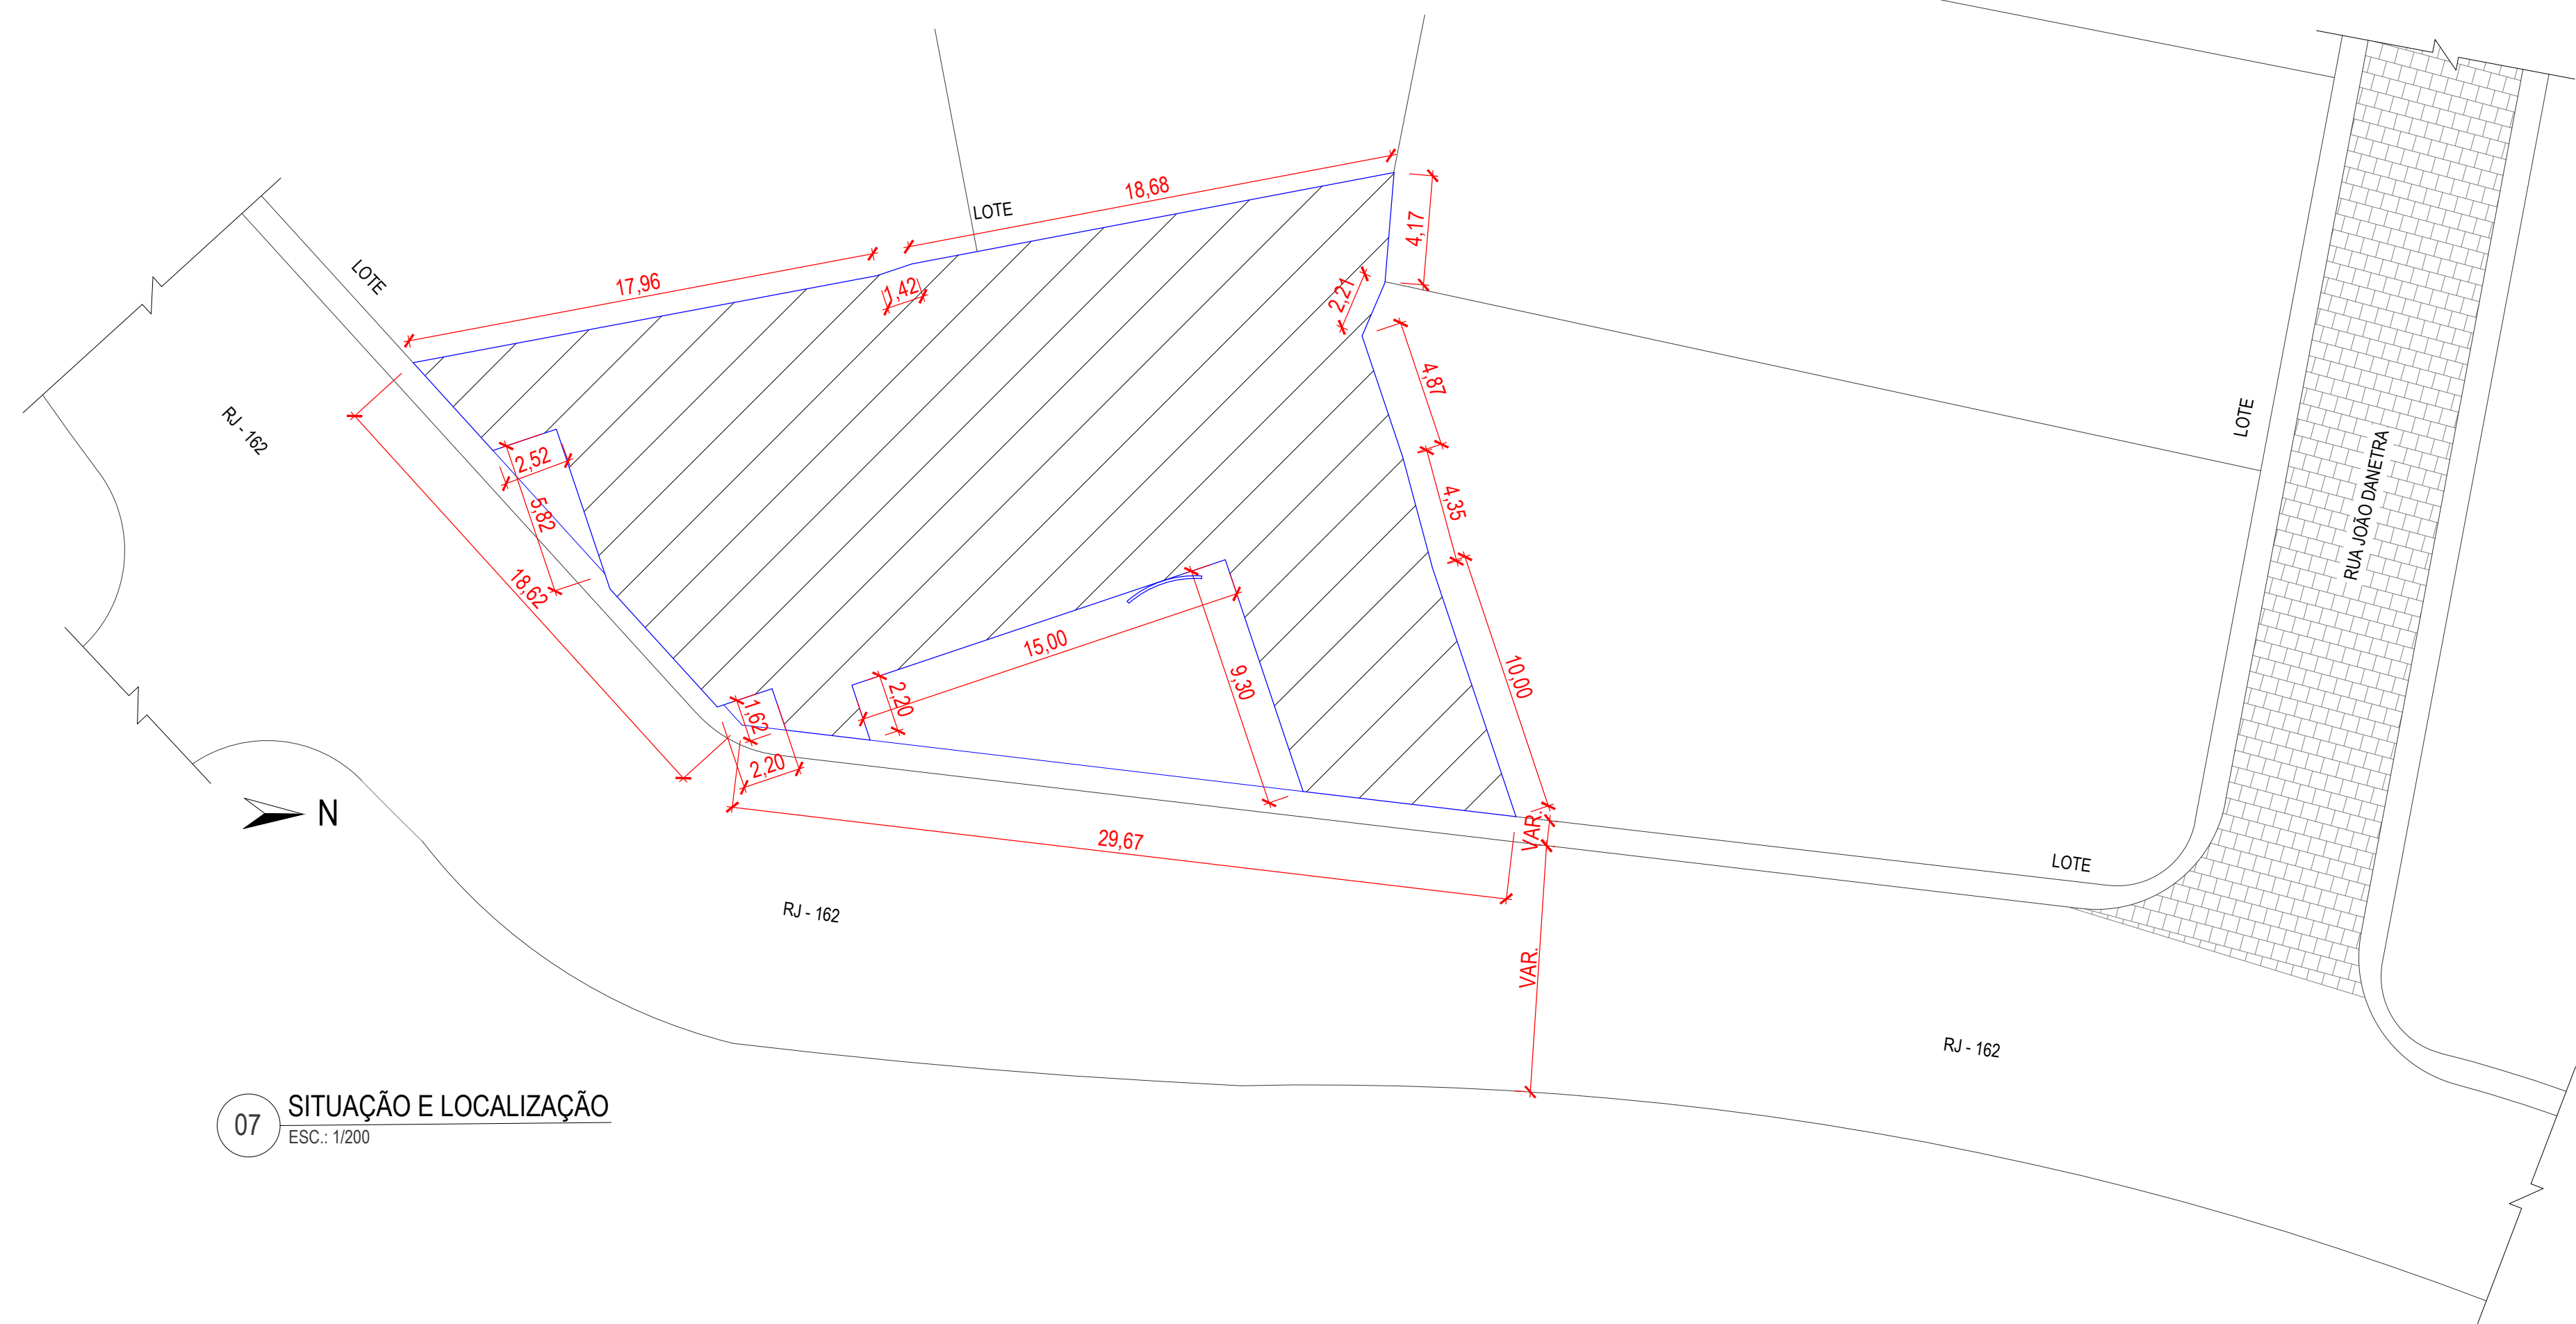 18,68
LOTE
4,17
LOTE
17,96
1,42
2,21
4,87
LOTE
RJ - 162
2,52
RUA JOÃO DANETRA
5,82
4,35
18,62
15,00
10,00
9,30
2,20
1,62
2,20
N
VAR.
29,67
LOTE
RJ - 162
VAR.
RJ - 162
07
SITUAÇÃO E LOCALIZAÇÃO
ESC.: 1/200